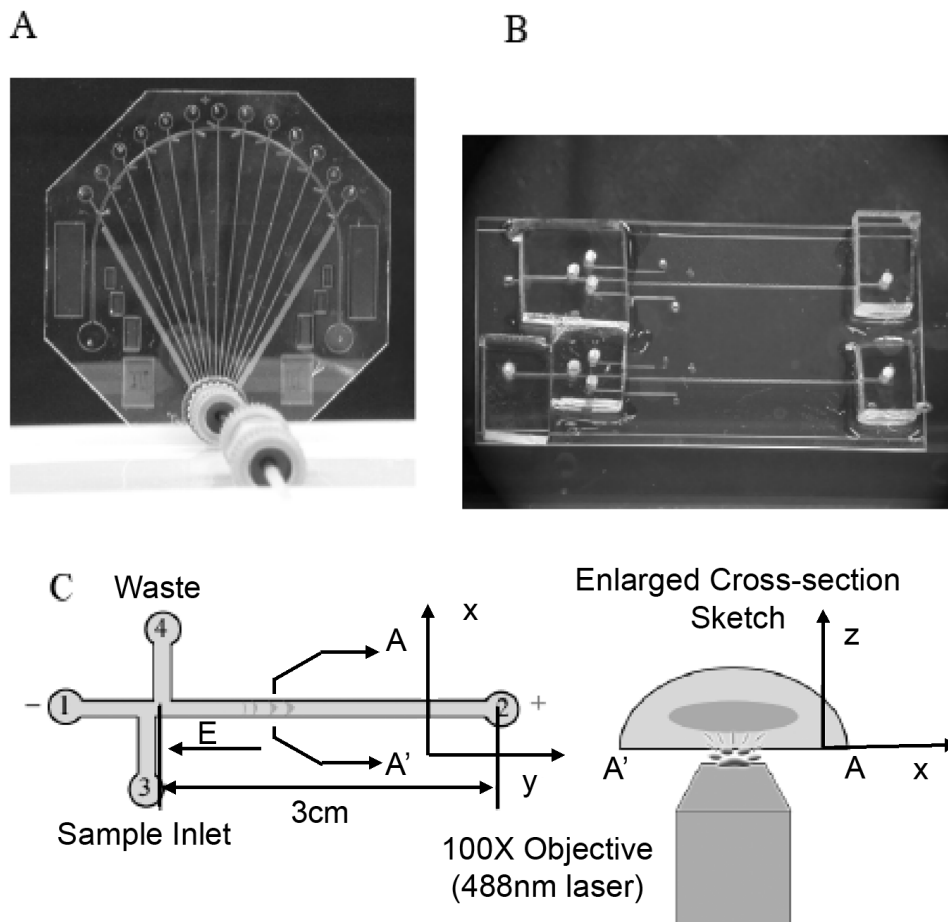 A
B
C
Waste
4
A
x
− 1
2 +
E
A'
y
3
3cm
Sample Inlet
100X Objective
(488nm laser)
Enlarged Cross-section
Sketch
z
A'
A
x